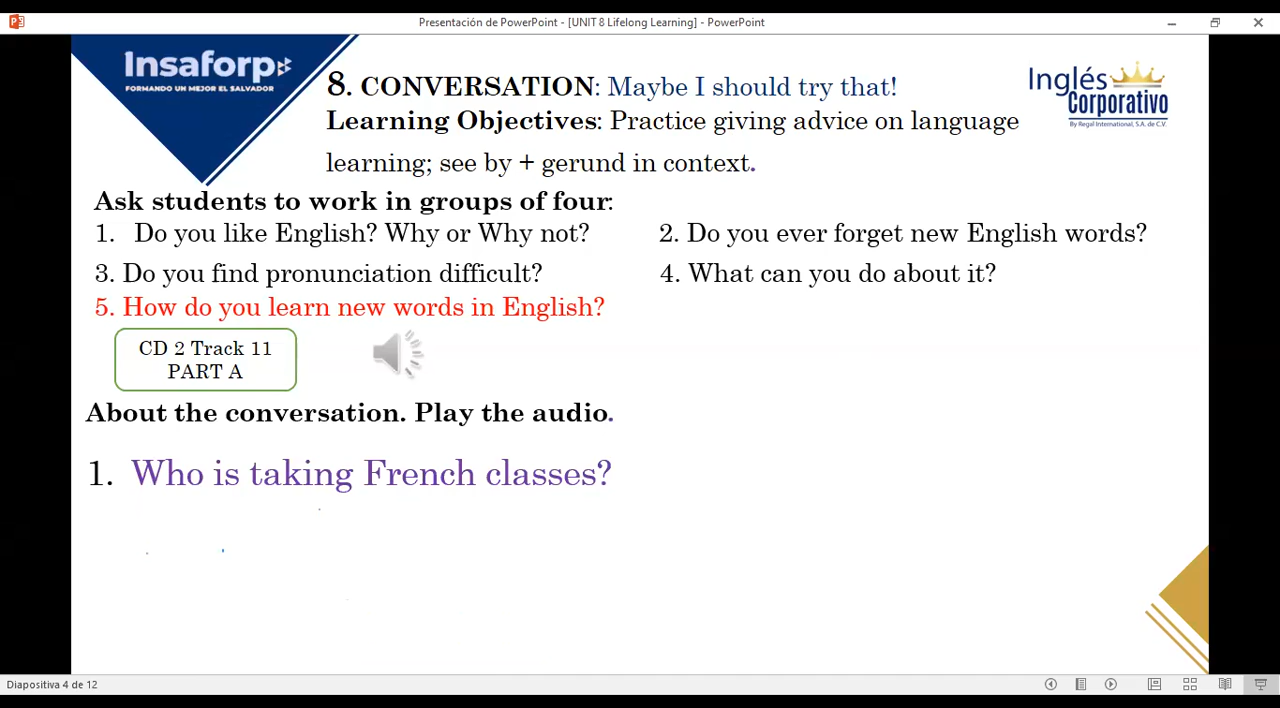 Presentación de PowerPoint - [UNIT 8 Lifelong Learning] - PowerPoint
Insaforp
FORMANDO UN MEJOR EL SALVADOR
8. CONVERSATION: Maybe I should try that!
Learning Objectives: Practice giving advice on language
learning; see by + gerund in context.
Inglés
Corporativo
By Regal International, S.A. de C.V.
Ask students to work in groups of four:
1. Do you like English? Why or Why not?
2. Do you ever forget new English words?
3. Do you find pronunciation difficult?
4. What can you do about it?
5. How do you learn new words in English?
CD 2 Track 11
PART A
About the conversation. Play the audio.
1. Who is taking French classes?
Diapositiva 4 de 12